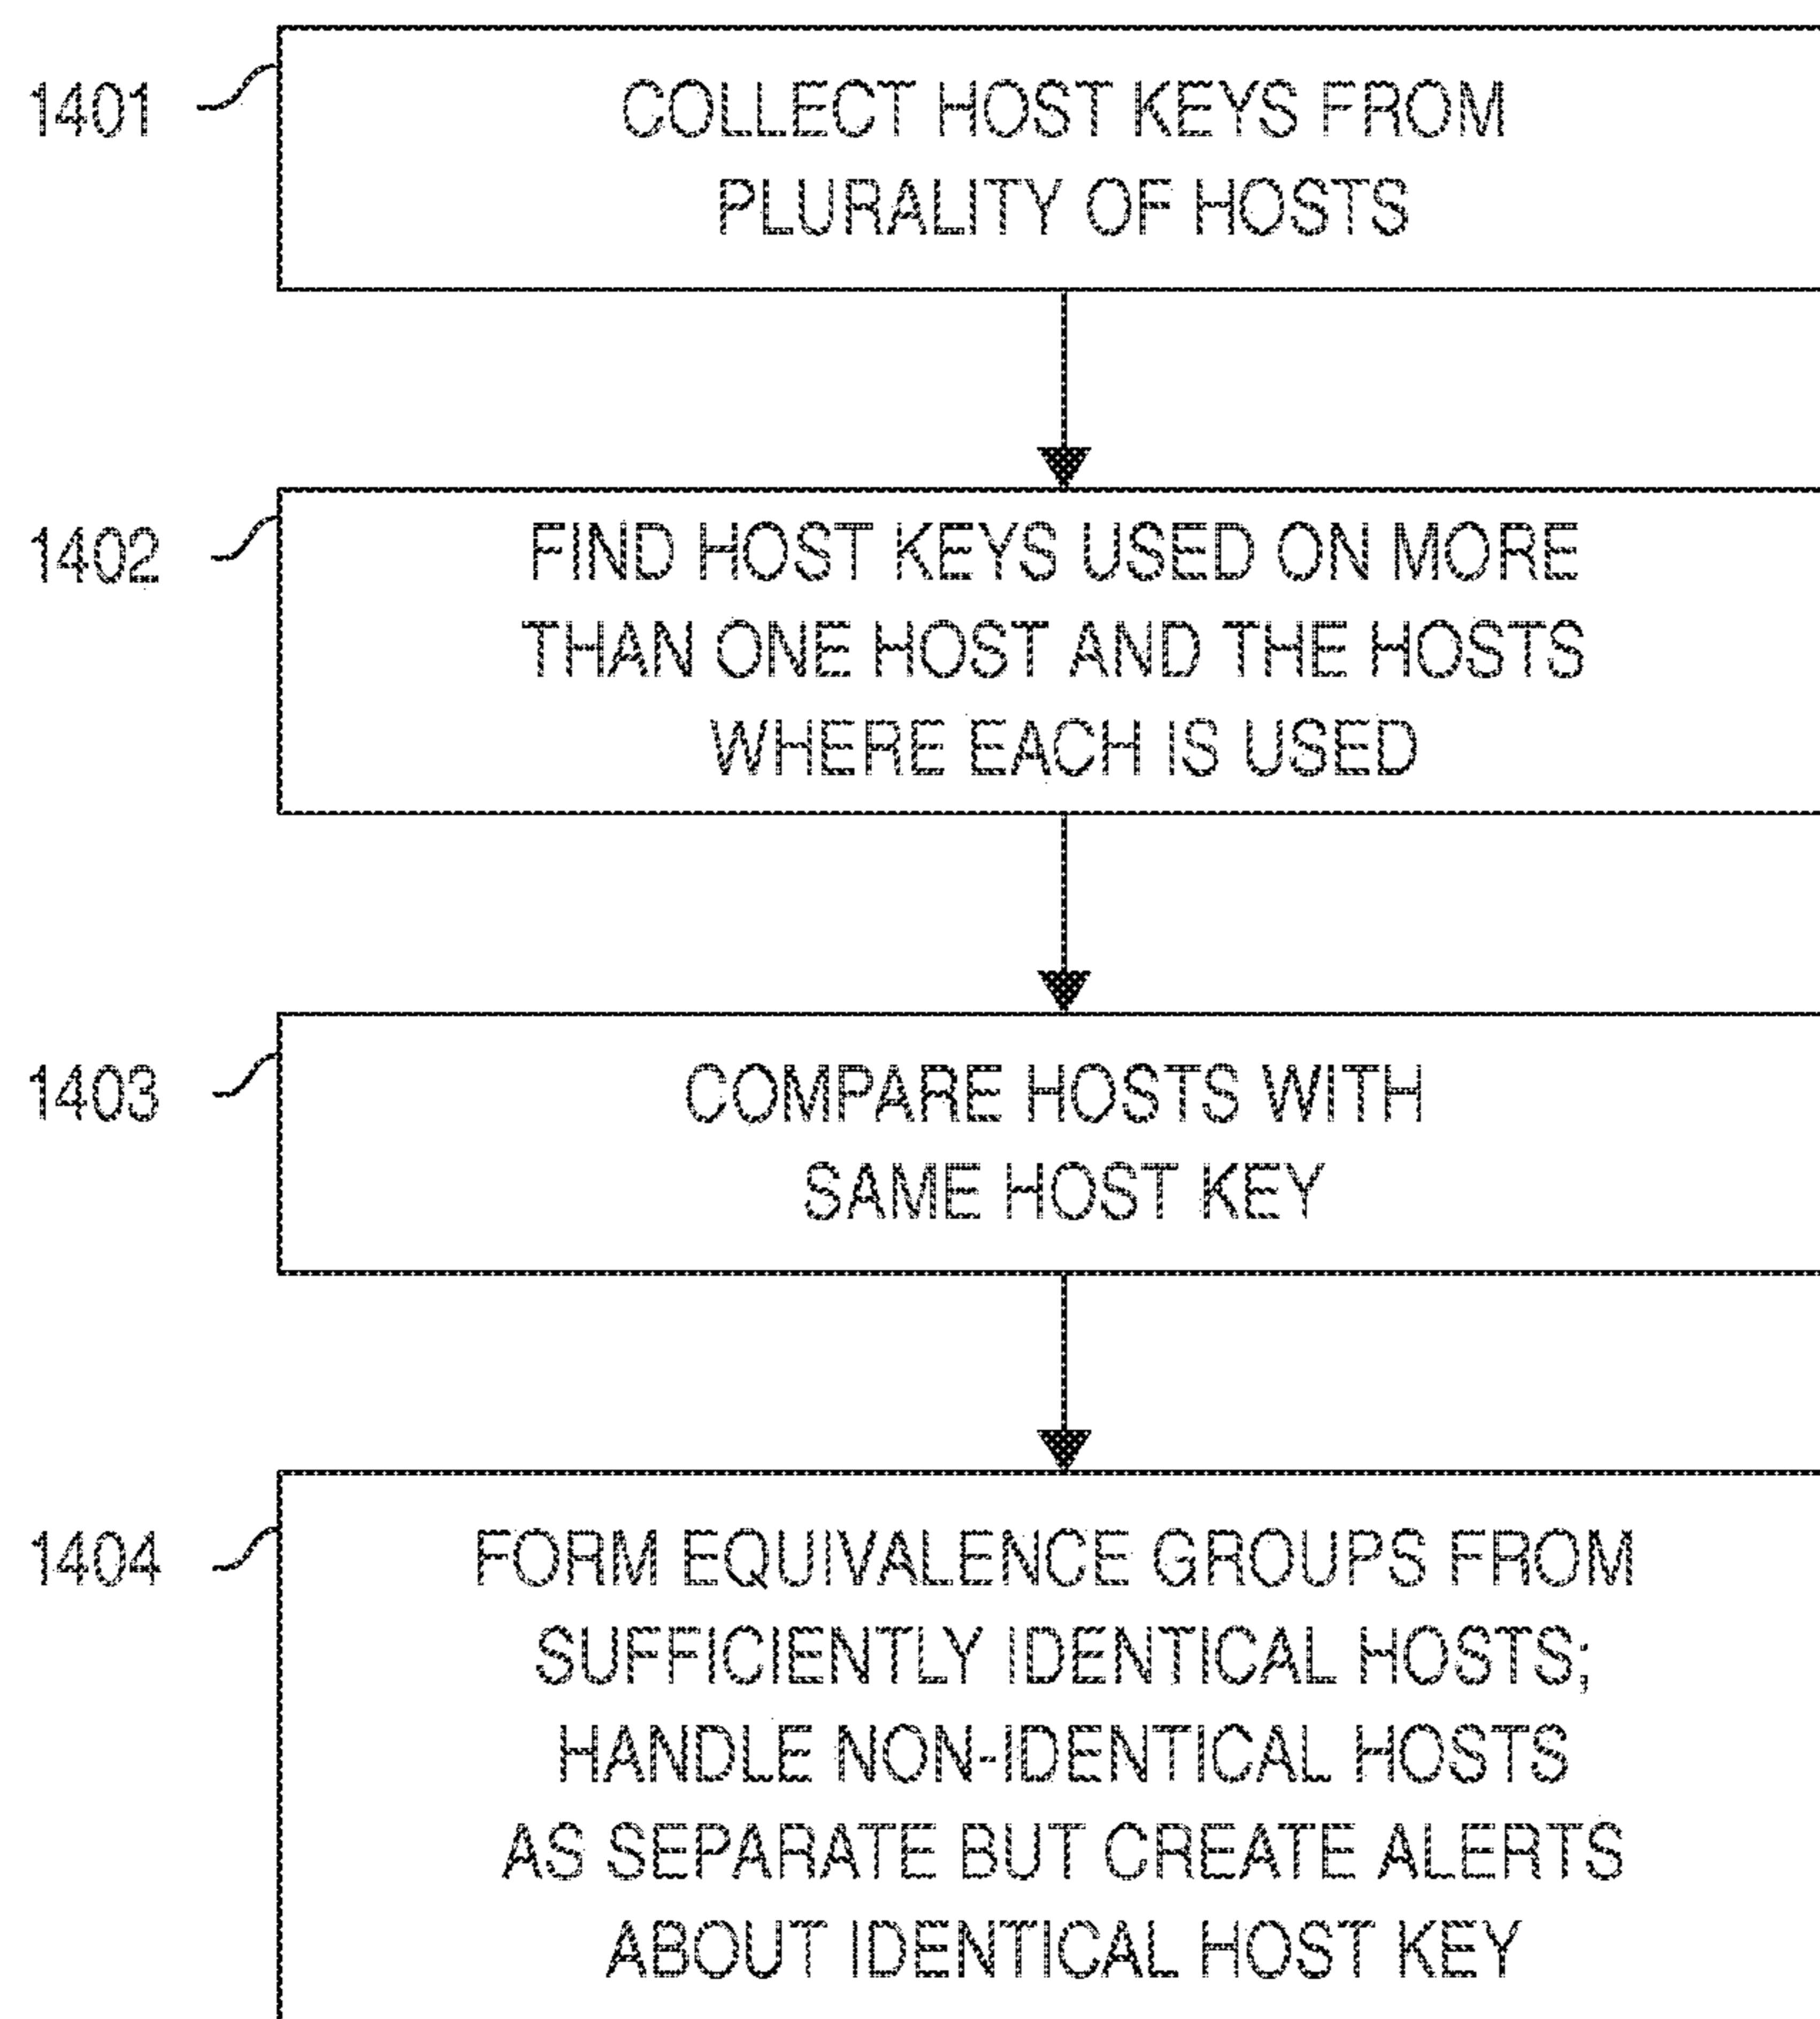 1401
COLLECT HOST KEYS FROM
PLURALITY OF HOSTS
1402
FIND HOST KEYS USED ON MORE
THAN ONE HOST AND THE HOSTS
WHERE EACH IS USED
1403
COMPARE HOSTS WITH
SAME HOST KEY
1404
FORM EQUIVALENCE GROUPS FROM
SUFFICIENTLY IDENTICAL HOSTS;
HANDLE NON-IDENTICAL HOSTS
AS SEPARATE BUT CREATE ALERTS
ABOUT IDENTICAL HOST KEY